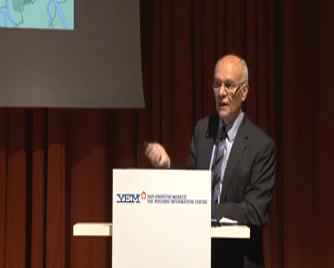 YEM
YAPI-ENDÜSTRİ MERKEZİ
THE BUILDING INFORMATION CENTRE